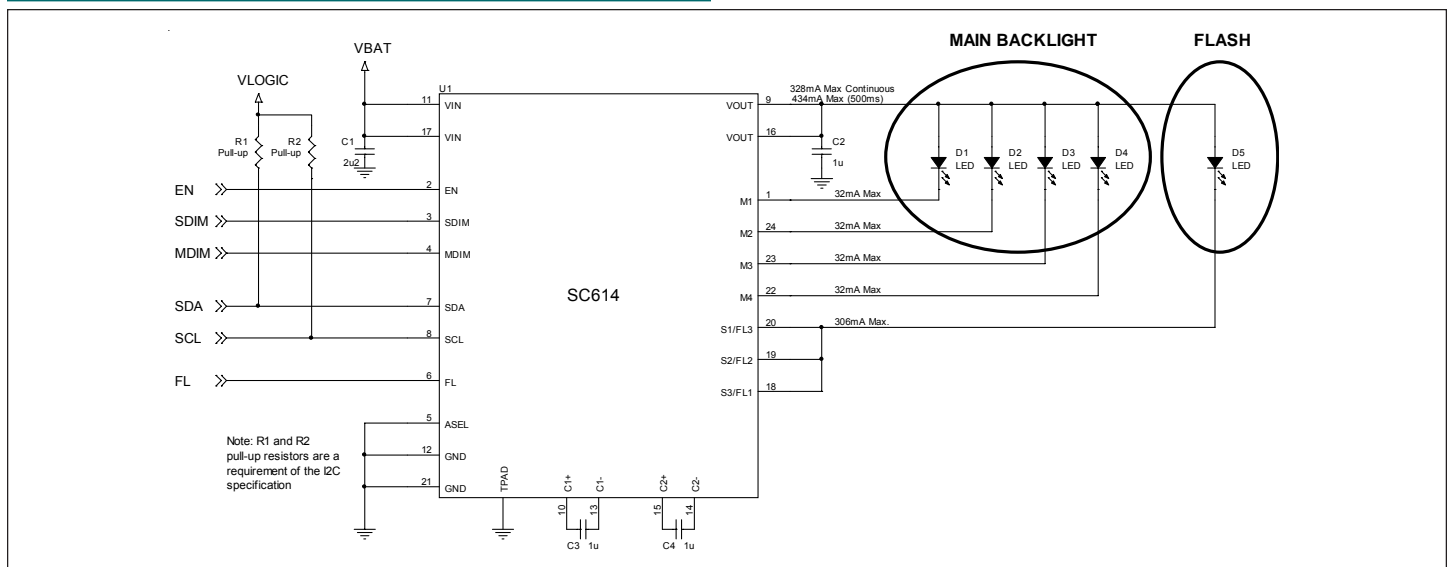 MAIN BACKLIGHT
FLASH
VBAT
VLOGIC
U1
328mA Max Continuous
434mA Max (500ms)
11 VIN
VOUT 9
17 VIN
VOUT 16
R1
Pull-up
R2
Pull-up
C1
2u2
C2
1u
D1
LED
D2
LED
D3
LED
D4
LED
D5
LED
EN 2 EN
M1 1 32mA Max
SDIM 3 SDIM
M2 24 32mA Max
MDIM 4 MDIM
M3 23 32mA Max
SC614
M4 22 32mA Max
SDA 7 SDA
S1/FL3 20 306mA Max.
SCL 8 SCL
S2/FL2 19
FL 6 FL
S3/FL1 18
5 ASEL
12 GND
21 GND
Note: R1 and R2
pull-up resistors are a
requirement of the I2C
specification
TPAD
C1+
C1-
C2+
C2-
10
13
15
14
C3 1u
C4 1u